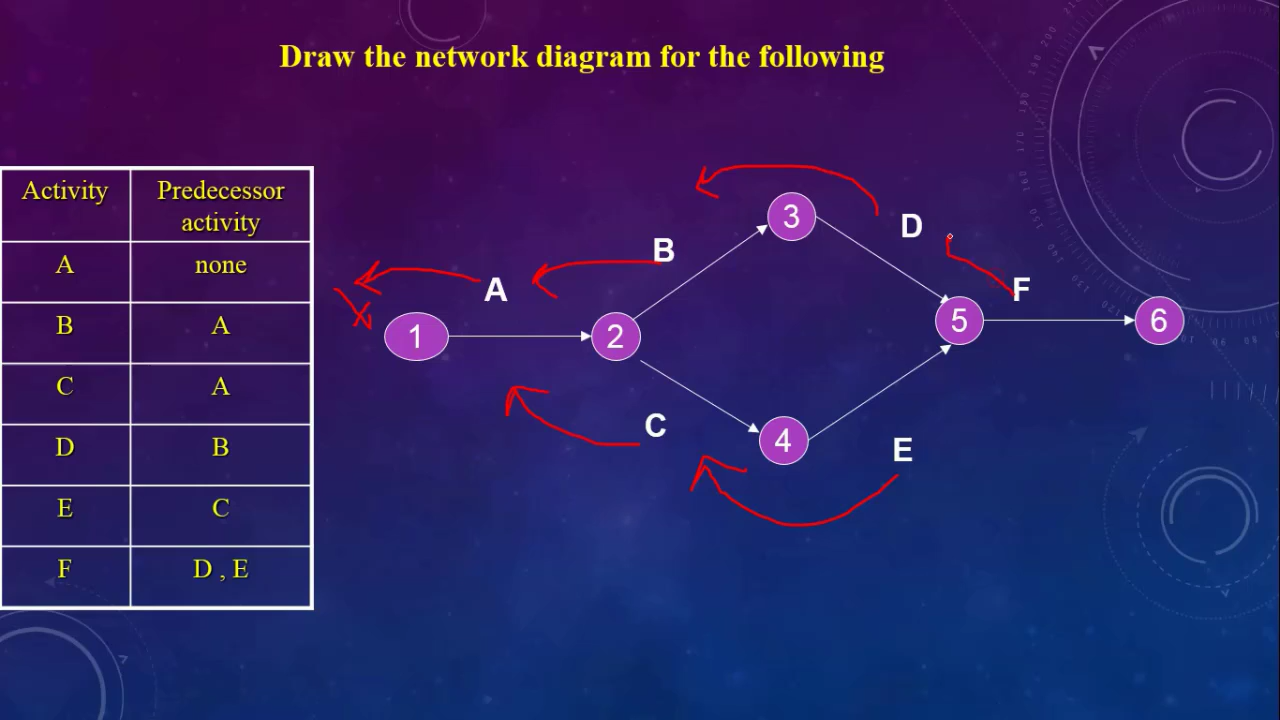 Draw the network diagram for the following
Activity Predecessor activity
A none
B A
C A
D B
E C
F D , E
A
B
C
D
E
F
1
2
3
4
5
6